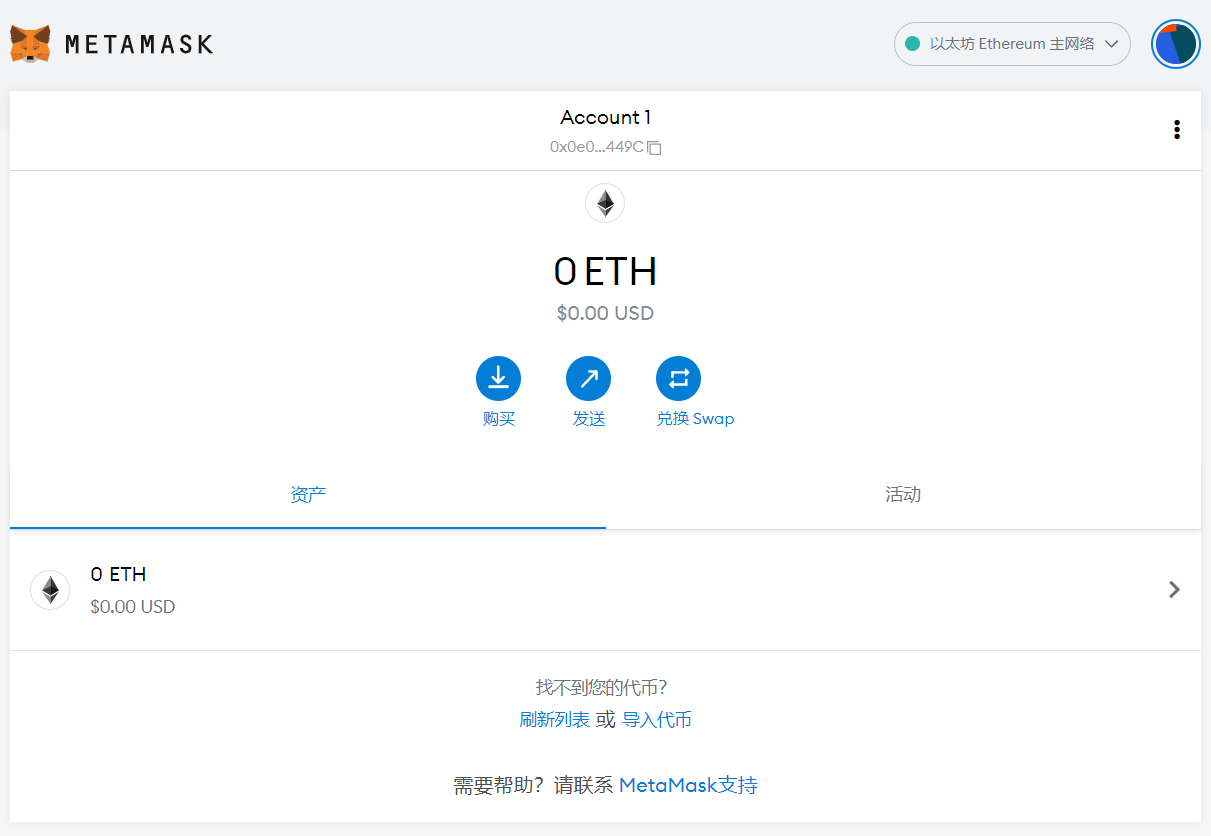 METAMASK
以太坊 Ethereum 主网络
Account 1
0x0e0...449C
0 ETH
$0.00 USD
购买 发送 兑换 Swap
资产 活动
0 ETH
$0.00 USD
找不到您的代币？
刷新列表 或 导入代币
需要帮助？请联系 MetaMask支持